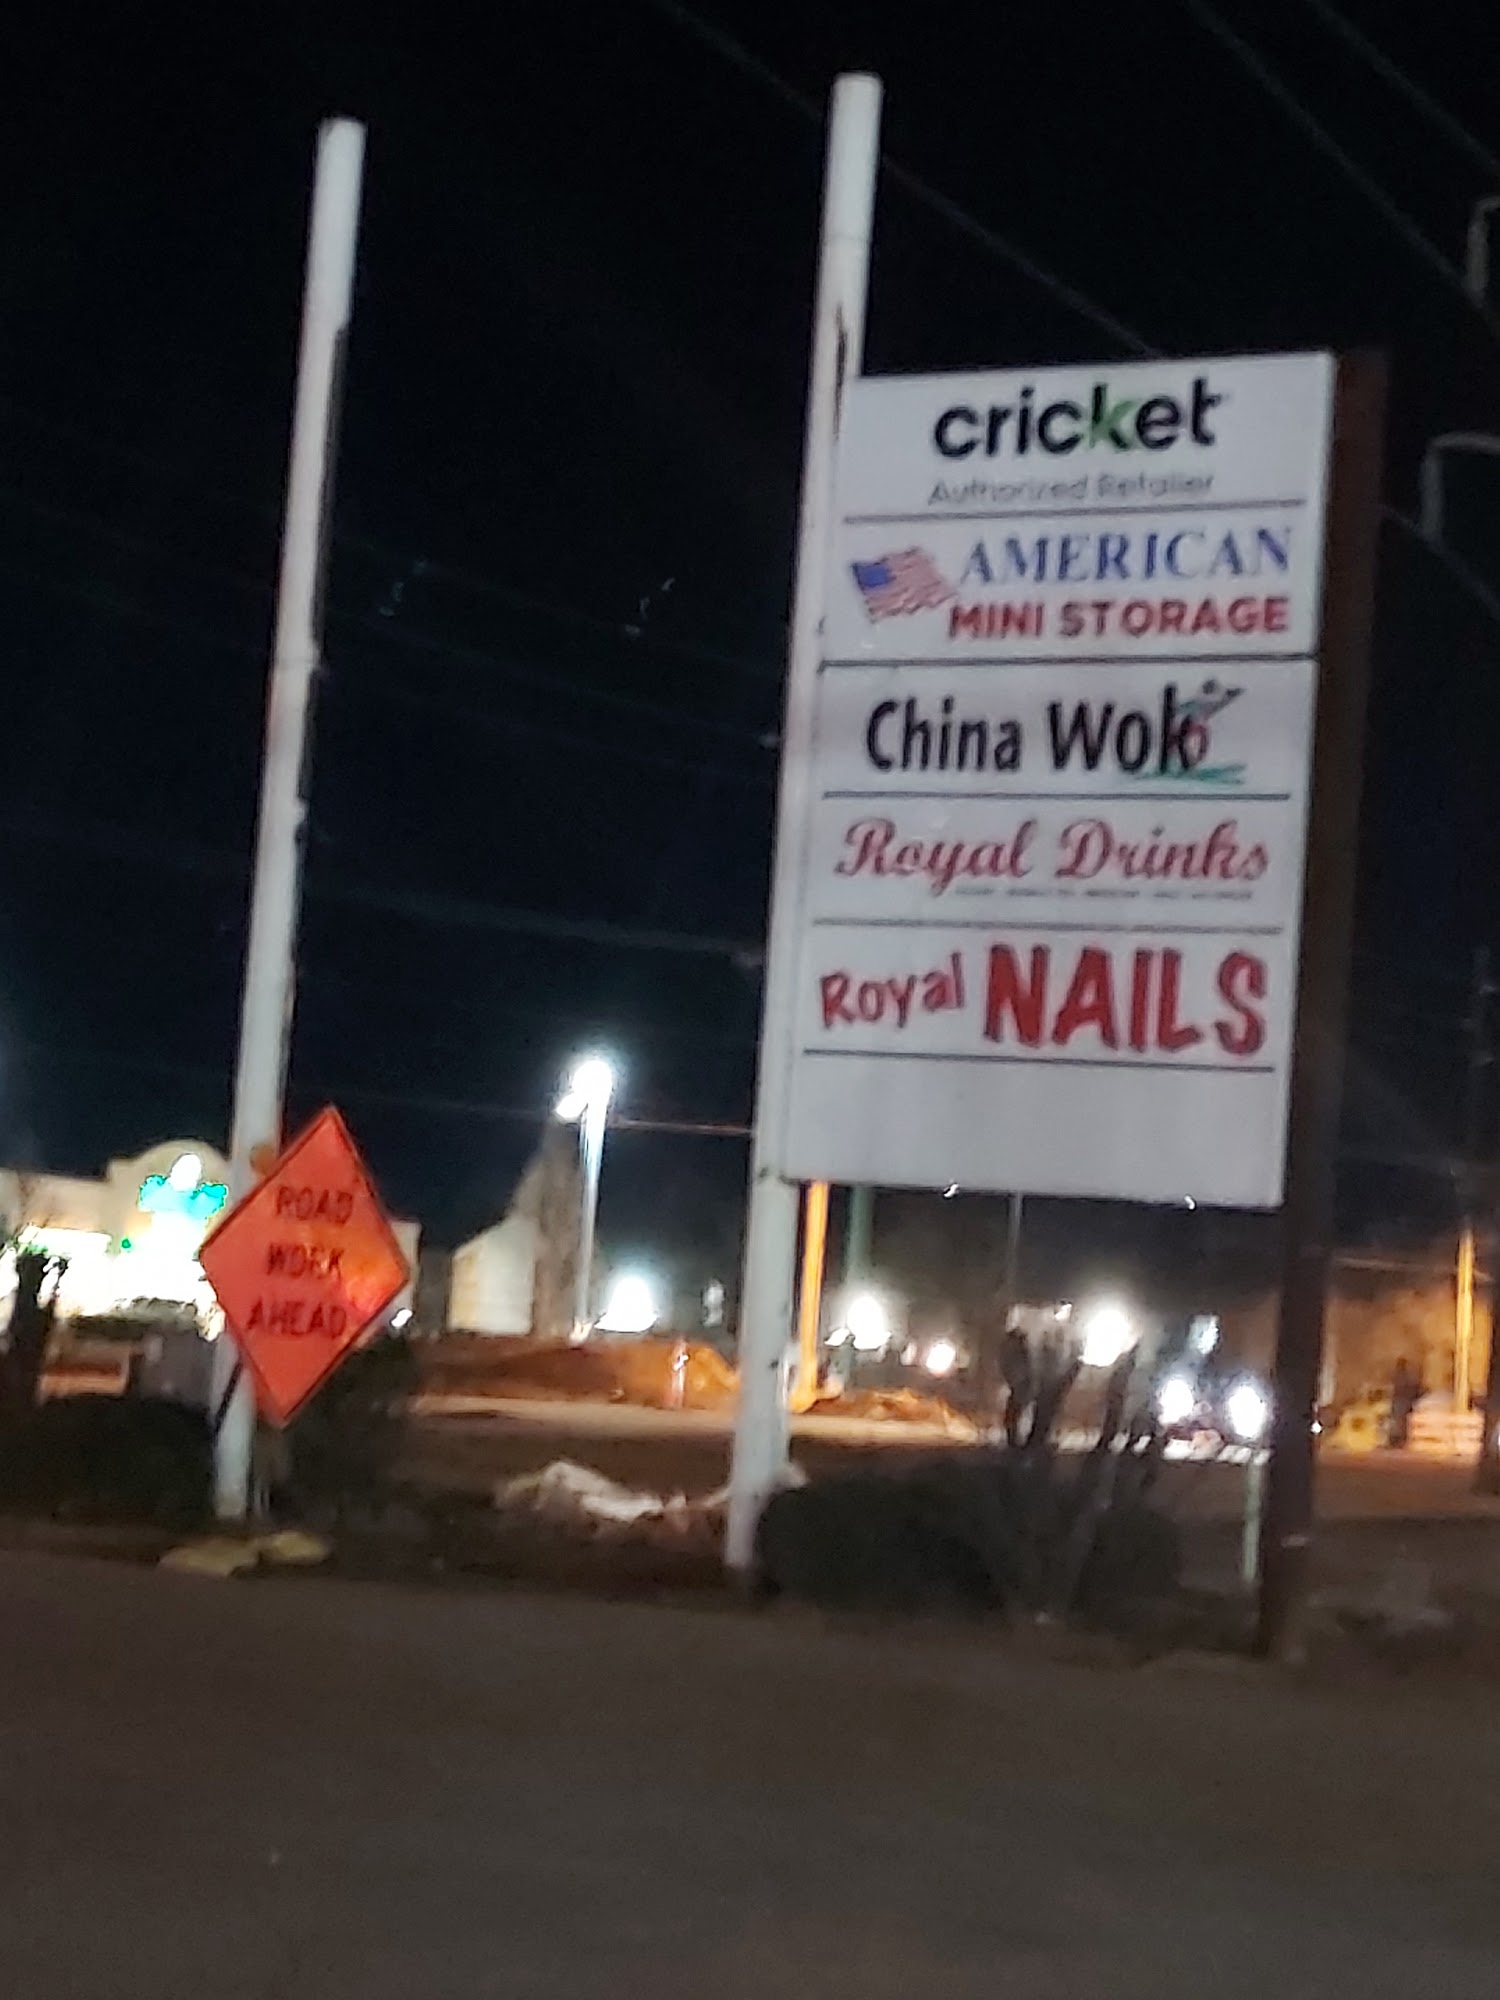 cricket
Authorized Retailer
AMERICAN
MINI STORAGE
China Wok
Royal Drinks
Royal NAILS
ROAD
WORK
AHEAD